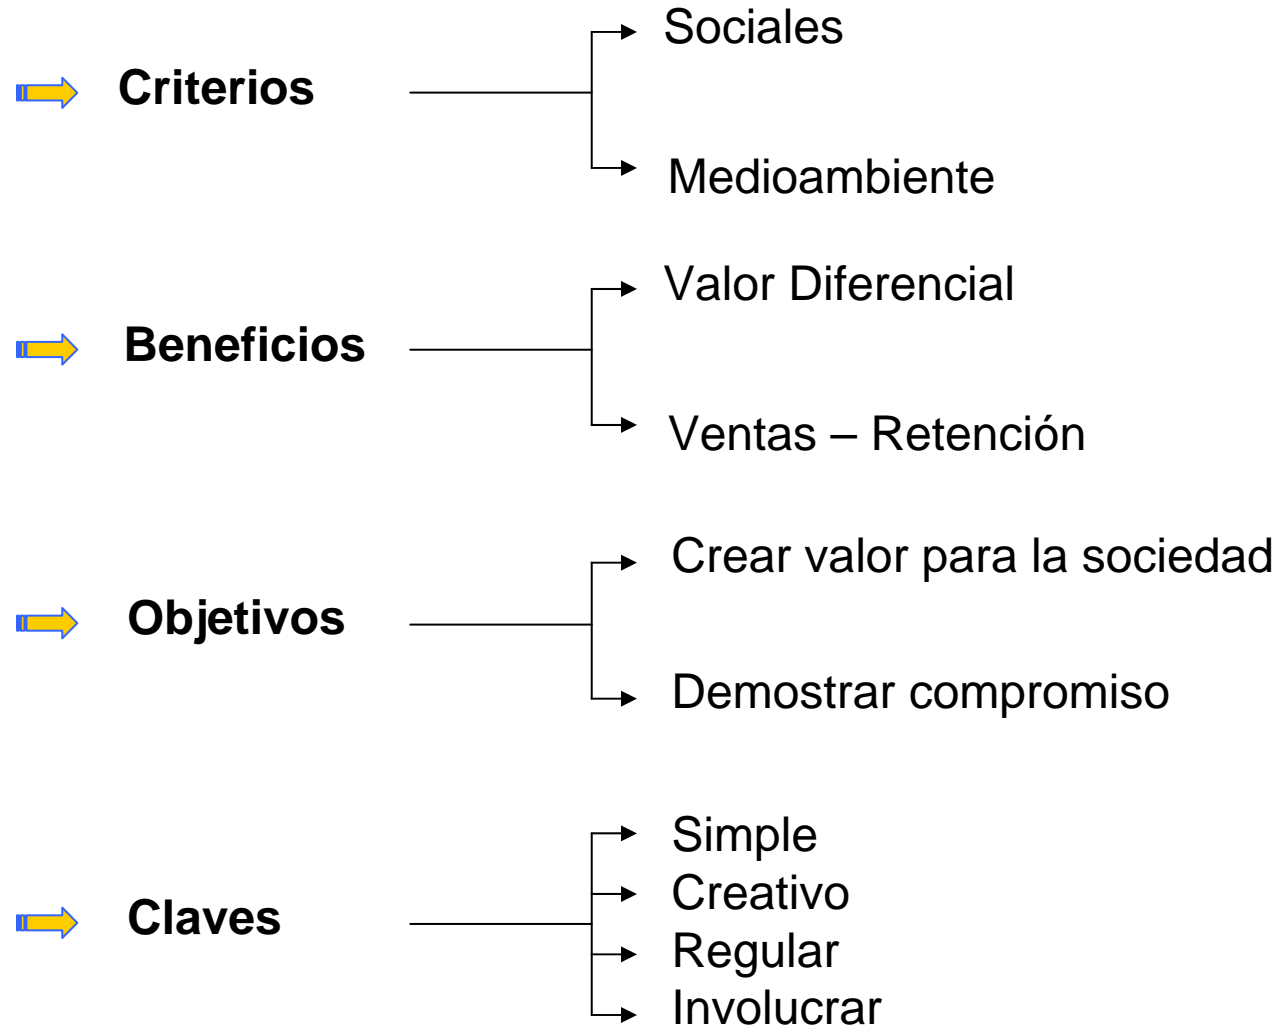 Sociales
Criterios
Medioambiente
Valor Diferencial
Beneficios
Ventas – Retención
Crear valor para la sociedad
Objetivos
Demostrar compromiso
Simple
Creativo
Claves
Regular
Involucrar